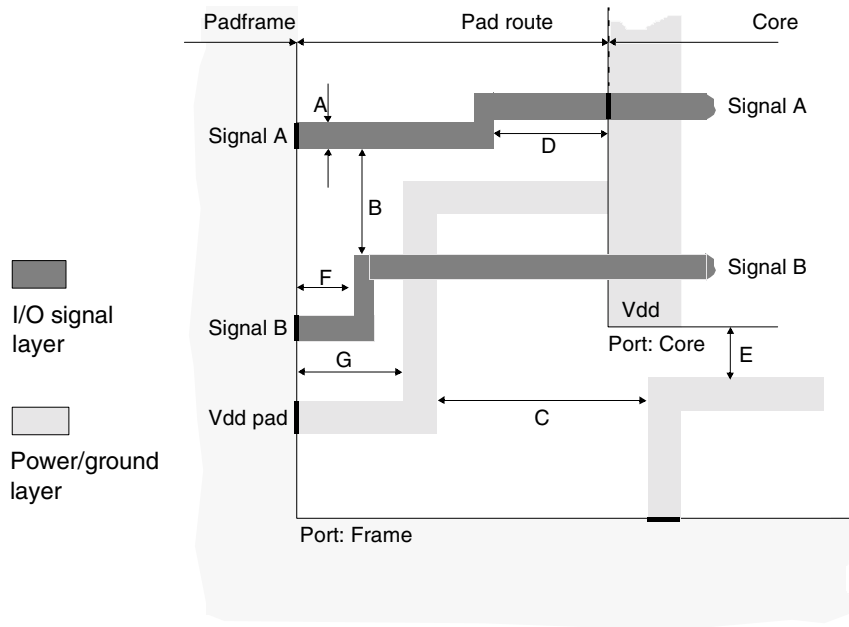 Padframe
Pad route
Core
A
Signal A
Signal A
D
B
F
Signal B
I/O signal
layer
Signal B
Vdd
Port: Core
E
G
Vdd pad
C
Power/ground
layer
Port: Frame